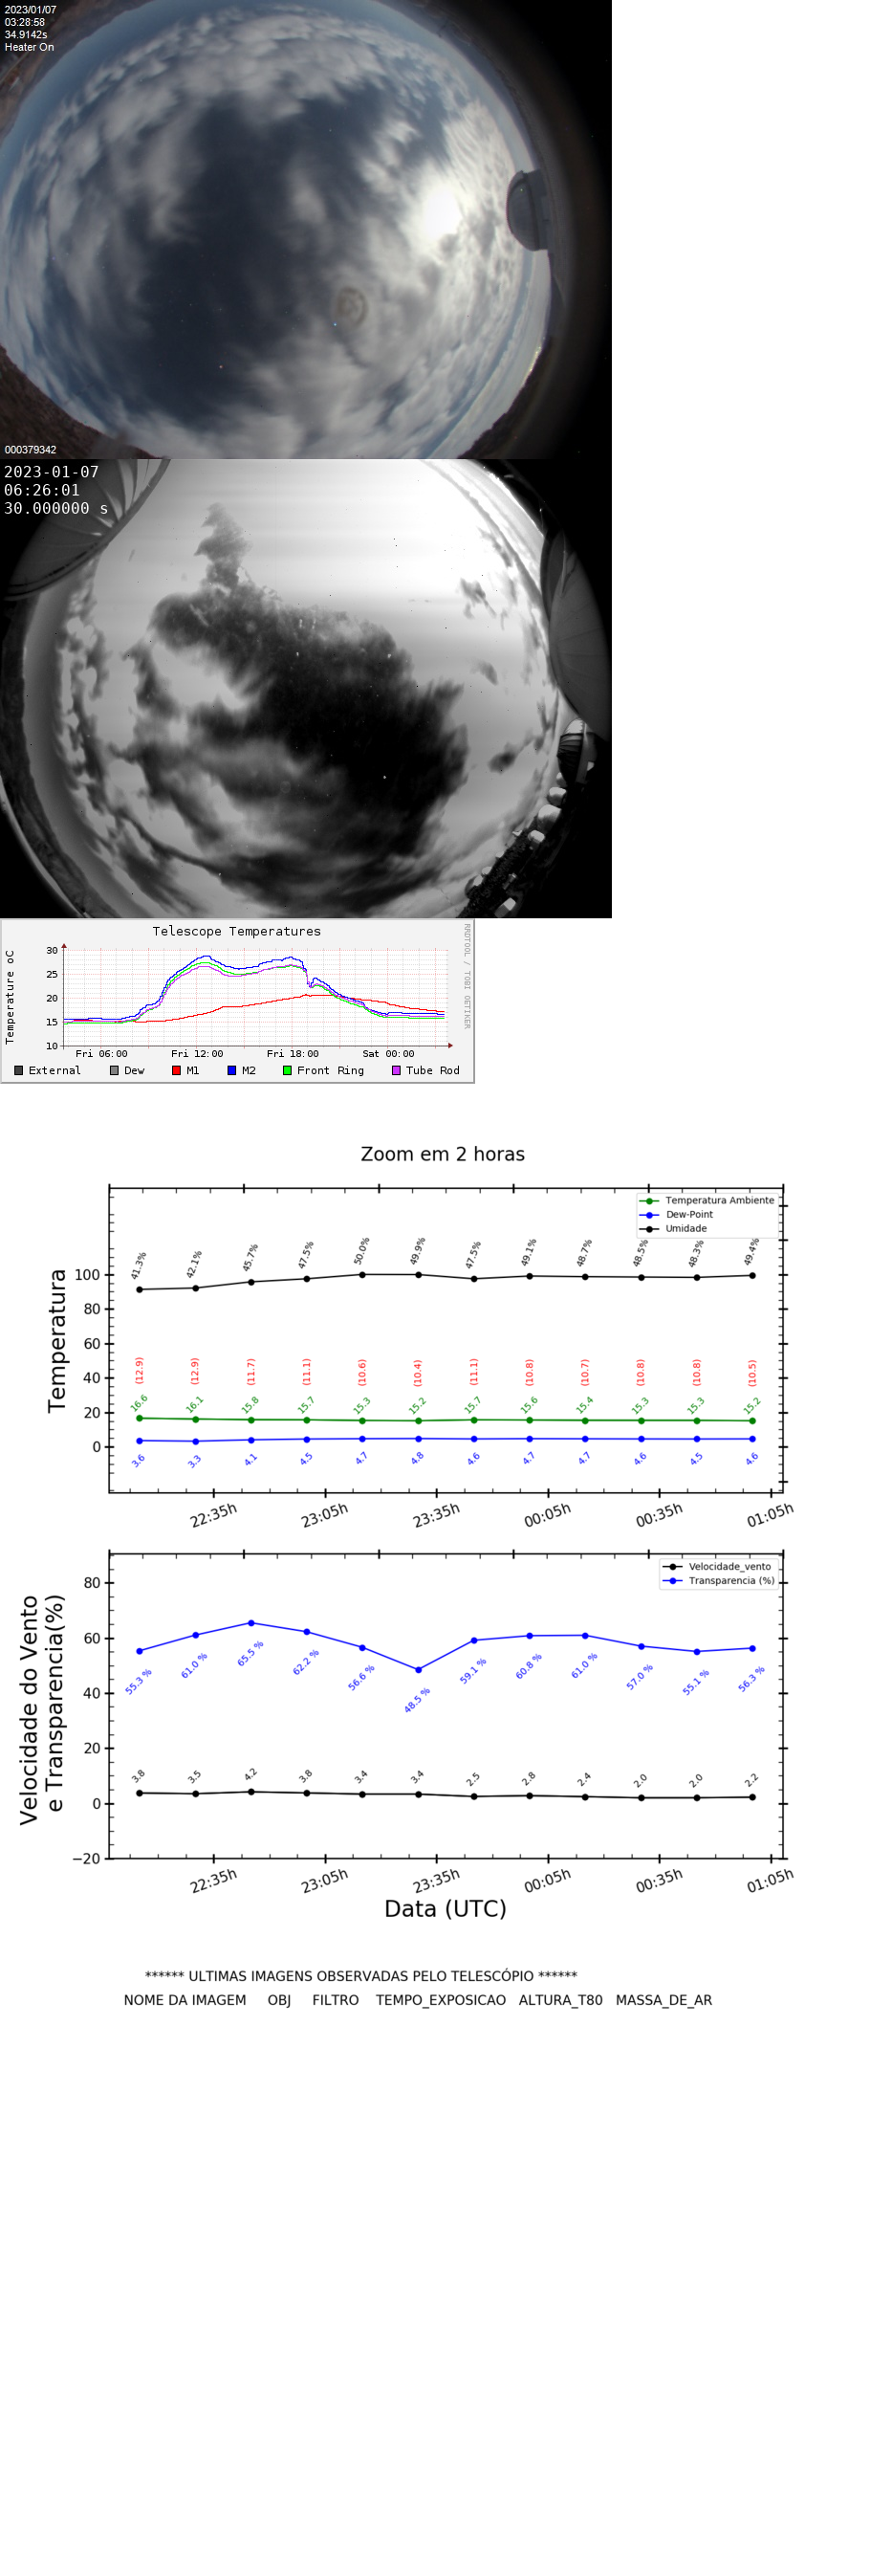 2023/01/07
03:28:58
34.9142s
Heater On
000379342
2023-01-07
06:26:01
30.000000 s
Telescope Temperatures
RRDTOOL / TOBI OETIKER
Temperature oC
30
25
20
15
10
Fri 06:00 Fri 12:00 Fri 18:00 Sat 00:00
External Dew M1 M2 Front Ring Tube Rod
Zoom em 2 horas
Temperatura Ambiente
Dew-Point
Umidade
Temperatura
100
80
60
40
20
0
41.3% 42.1% 45.7% 47.5% 50.0% 49.9% 47.5% 49.1% 48.7% 48.5% 48.3% 49.4%
(12.9) (12.9) (11.7) (11.1) (10.6) (10.4) (11.1) (10.8) (10.7) (10.8) (10.8) (10.5)
16.6 16.1 15.8 15.7 15.3 15.2 15.7 15.6 15.4 15.3 15.3 15.2
3.6 3.3 4.1 4.5 4.7 4.8 4.6 4.7 4.7 4.6 4.5 4.6
22:35h 23:05h 23:35h 00:05h 00:35h 01:05h
Velocidade_vento
Transparencia (%)
Velocidade do Vento
e Transparencia(%)
80
60
40
20
0
−20
55.3 % 61.0 % 65.5 % 62.2 % 56.6 % 48.5 % 59.1 % 60.8 % 61.0 % 57.0 % 55.1 % 56.3 %
3.8 3.5 4.2 3.8 3.4 3.4 2.5 2.8 2.4 2.0 2.0 2.2
22:35h 23:05h 23:35h 00:05h 00:35h 01:05h
Data (UTC)
****** ULTIMAS IMAGENS OBSERVADAS PELO TELESCÓPIO ******
NOME DA IMAGEM OBJ FILTRO TEMPO_EXPOSICAO ALTURA_T80 MASSA_DE_AR